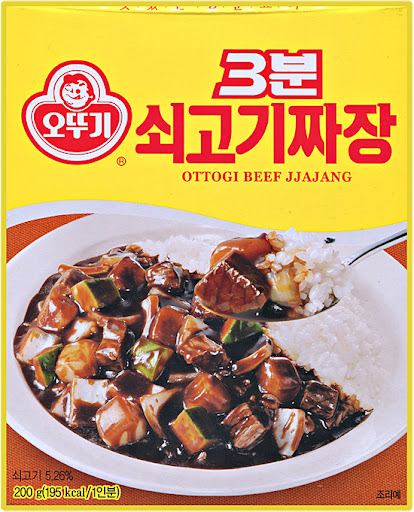 3분
오뚜기
®
쇠고기짜장
OTTOGI BEEF JJAJANG
쇠고기 5.26%
200 g(195 kcal/1인분)
조리예